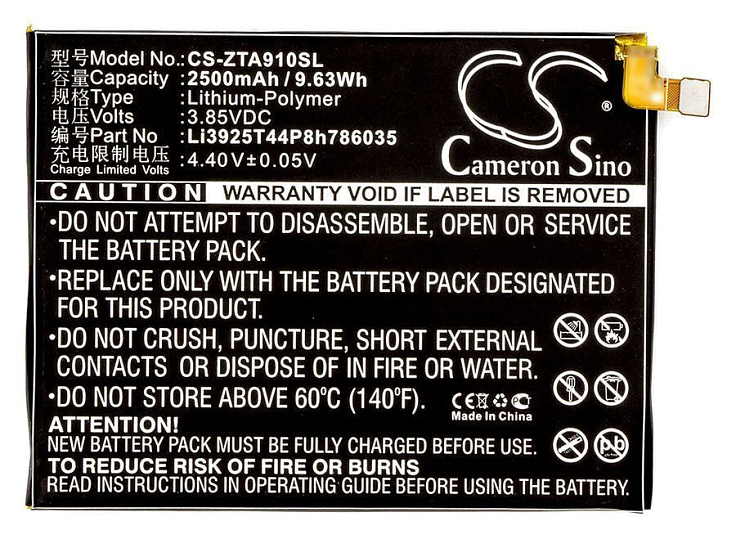 型号Model No.:CS-ZTA910SL
容量Capacity :2500mAh / 9.63Wh
规格Type :Lithium-Polymer
电压Volts :3.85VDC
编号Part No. :Li3925T44P8h786035
充电限制电压 :4.40V±0.05V
Charge Limited Volts
CS ®
Cameron Sino
CAUTION WARRANTY VOID IF LABEL IS REMOVED
·DO NOT ATTEMPT TO DISASSEMBLE, OPEN OR SERVICE
THE BATTERY PACK.
·REPLACE ONLY WITH THE BATTERY PACK DESIGNATED
FOR THIS PRODUCT.
·DO NOT CRUSH, PUNCTURE, SHORT EXTERNAL
CONTACTS OR DISPOSE OF IN FIRE OR WATER.
·DO NOT STORE ABOVE 60ºC (140ºF).
CE
Made In China
ATTENTION!
NEW BATTERY PACK MUST BE FULLY CHARGED BEFORE USE.
pb
TO REDUCE RISK OF FIRE OR BURNS
READ INSTRUCTIONS IN OPERATING GUIDE BEFORE USING THE BATTERY.